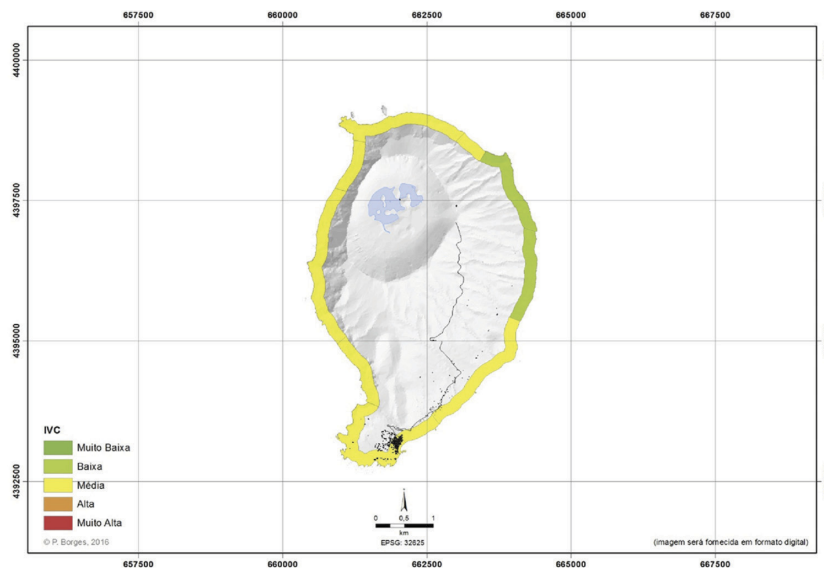 657500 660000 662500 665000 667500
4400000
4397500
4395000
4392500
IVC
Muito Baixa
Baixa
Média
Alta
Muito Alta
© P. Borges, 2016
0 0,5 1
km
EPSG: 32625
(imagem será fornecida em formato digital)
657500 660000 662500 665000 667500